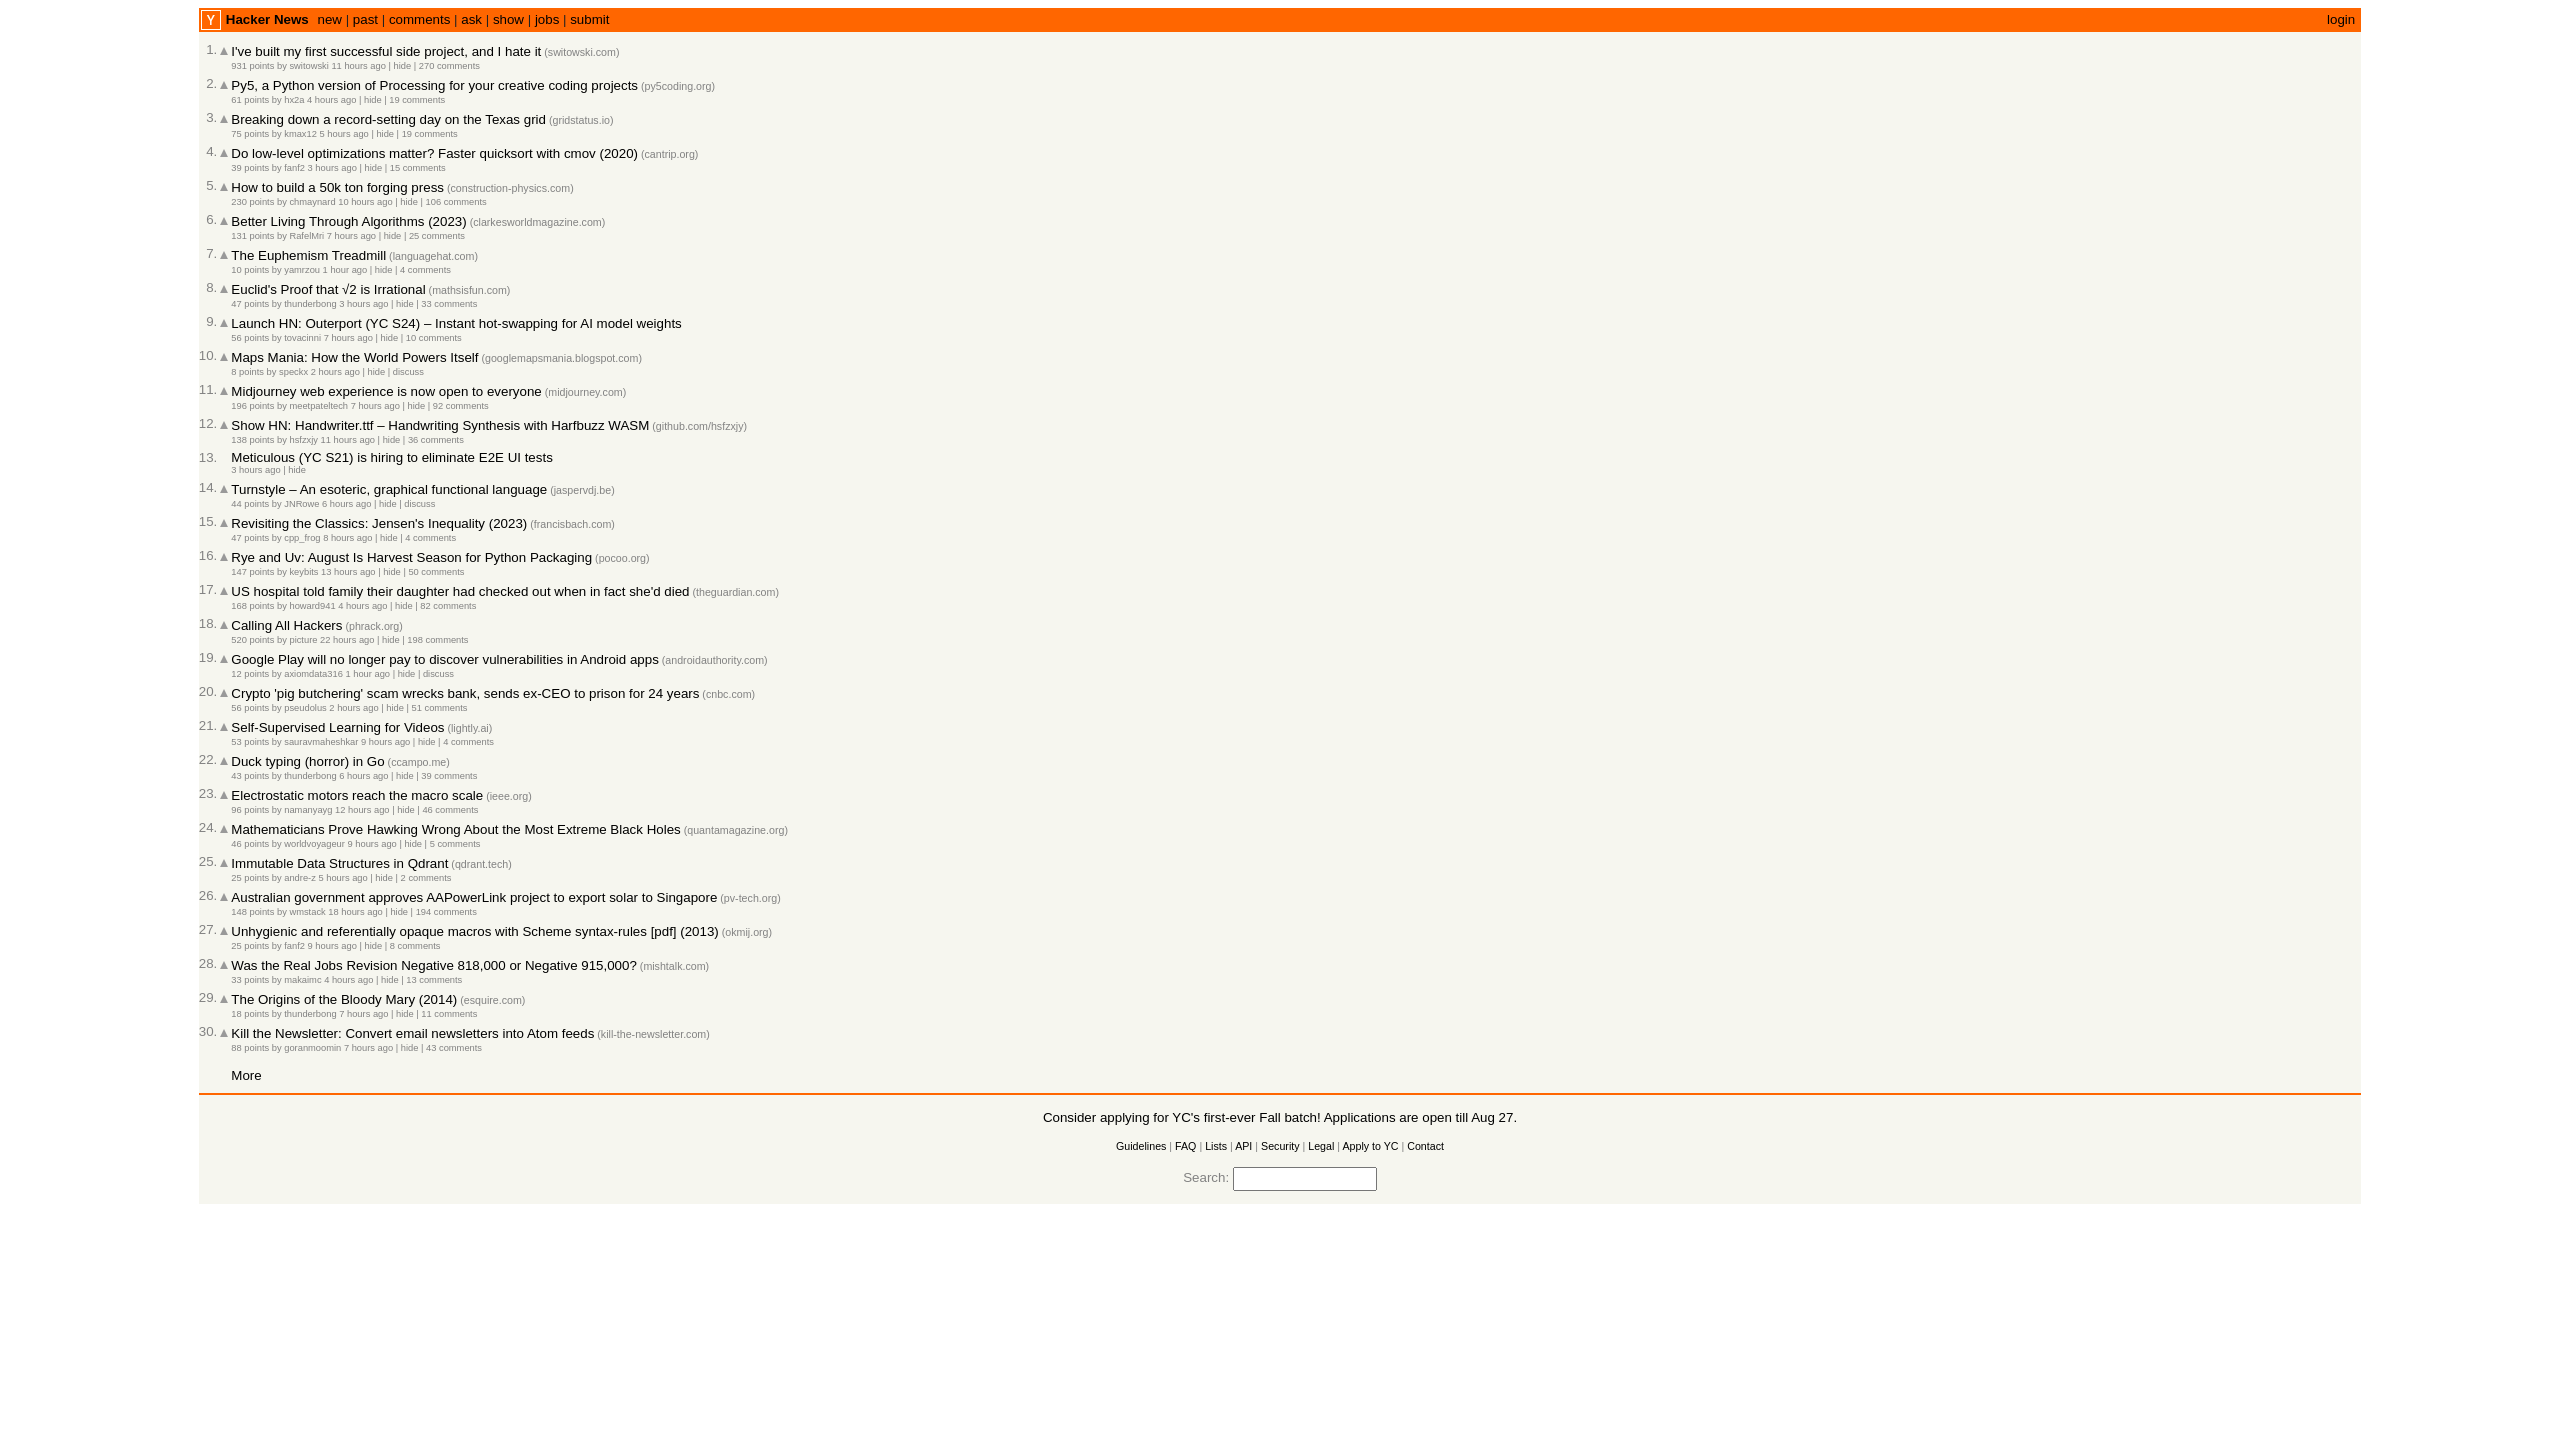 Y Hacker News new | past | comments | ask | show | jobs | submit login
1. ▲ I've built my first successful side project, and I hate it (switowski.com)
931 points by switowski 11 hours ago | hide | 270 comments
2. ▲ Py5, a Python version of Processing for your creative coding projects (py5coding.org)
61 points by hx2a 4 hours ago | hide | 19 comments
3. ▲ Breaking down a record-setting day on the Texas grid (gridstatus.io)
75 points by kmax12 5 hours ago | hide | 19 comments
4. ▲ Do low-level optimizations matter? Faster quicksort with cmov (2020) (cantrip.org)
39 points by fanf2 3 hours ago | hide | 15 comments
5. ▲ How to build a 50k ton forging press (construction-physics.com)
230 points by chmaynard 10 hours ago | hide | 106 comments
6. ▲ Better Living Through Algorithms (2023) (clarkesworldmagazine.com)
131 points by RafelMri 7 hours ago | hide | 25 comments
7. ▲ The Euphemism Treadmill (languagehat.com)
10 points by yamrzou 1 hour ago | hide | 4 comments
8. ▲ Euclid's Proof that √2 is Irrational (mathsisfun.com)
47 points by thunderbong 3 hours ago | hide | 33 comments
9. ▲ Launch HN: Outerport (YC S24) – Instant hot-swapping for AI model weights
56 points by tovacinni 7 hours ago | hide | 10 comments
10. ▲ Maps Mania: How the World Powers Itself (googlemapsmania.blogspot.com)
8 points by speckx 2 hours ago | hide | discuss
11. ▲ Midjourney web experience is now open to everyone (midjourney.com)
196 points by meetpateltech 7 hours ago | hide | 92 comments
12. ▲ Show HN: Handwriter.ttf – Handwriting Synthesis with Harfbuzz WASM (github.com/hsfzxjy)
138 points by hsfzxjy 11 hours ago | hide | 36 comments
13. Meticulous (YC S21) is hiring to eliminate E2E UI tests
3 hours ago | hide
14. ▲ Turnstyle – An esoteric, graphical functional language (jaspervdj.be)
44 points by JNRowe 6 hours ago | hide | discuss
15. ▲ Revisiting the Classics: Jensen's Inequality (2023) (francisbach.com)
47 points by cpp_frog 8 hours ago | hide | 4 comments
16. ▲ Rye and Uv: August Is Harvest Season for Python Packaging (pocoo.org)
147 points by keybits 13 hours ago | hide | 50 comments
17. ▲ US hospital told family their daughter had checked out when in fact she'd died (theguardian.com)
168 points by howard941 4 hours ago | hide | 82 comments
18. ▲ Calling All Hackers (phrack.org)
520 points by picture 22 hours ago | hide | 198 comments
19. ▲ Google Play will no longer pay to discover vulnerabilities in Android apps (androidauthority.com)
12 points by axiomdata316 1 hour ago | hide | discuss
20. ▲ Crypto 'pig butchering' scam wrecks bank, sends ex-CEO to prison for 24 years (cnbc.com)
56 points by pseudolus 2 hours ago | hide | 51 comments
21. ▲ Self-Supervised Learning for Videos (lightly.ai)
53 points by sauravmaheshkar 9 hours ago | hide | 4 comments
22. ▲ Duck typing (horror) in Go (ccampo.me)
43 points by thunderbong 6 hours ago | hide | 39 comments
23. ▲ Electrostatic motors reach the macro scale (ieee.org)
96 points by namanyayg 12 hours ago | hide | 46 comments
24. ▲ Mathematicians Prove Hawking Wrong About the Most Extreme Black Holes (quantamagazine.org)
46 points by worldvoyageur 9 hours ago | hide | 5 comments
25. ▲ Immutable Data Structures in Qdrant (qdrant.tech)
25 points by andre-z 5 hours ago | hide | 2 comments
26. ▲ Australian government approves AAPowerLink project to export solar to Singapore (pv-tech.org)
148 points by wmstack 18 hours ago | hide | 194 comments
27. ▲ Unhygienic and referentially opaque macros with Scheme syntax-rules [pdf] (2013) (okmij.org)
25 points by fanf2 9 hours ago | hide | 8 comments
28. ▲ Was the Real Jobs Revision Negative 818,000 or Negative 915,000? (mishtalk.com)
33 points by makaimc 4 hours ago | hide | 13 comments
29. ▲ The Origins of the Bloody Mary (2014) (esquire.com)
18 points by thunderbong 7 hours ago | hide | 11 comments
30. ▲ Kill the Newsletter: Convert email newsletters into Atom feeds (kill-the-newsletter.com)
88 points by goranmoomin 7 hours ago | hide | 43 comments
More
Consider applying for YC's first-ever Fall batch! Applications are open till Aug 27.
Guidelines | FAQ | Lists | API | Security | Legal | Apply to YC | Contact
Search: